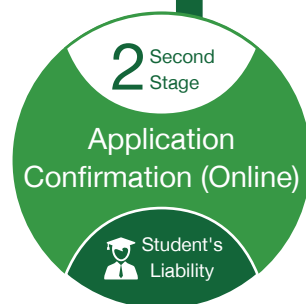 2 Second
Stage
Application
Confirmation (Online)
Student's
Liability